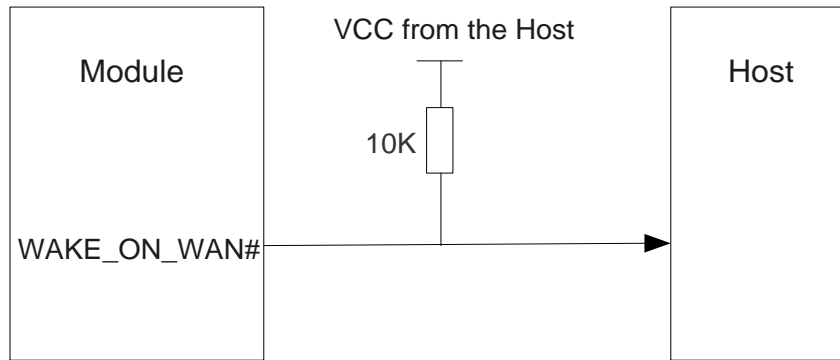 VCC from the Host
Module
Host
10K
WAKE_ON_WAN#